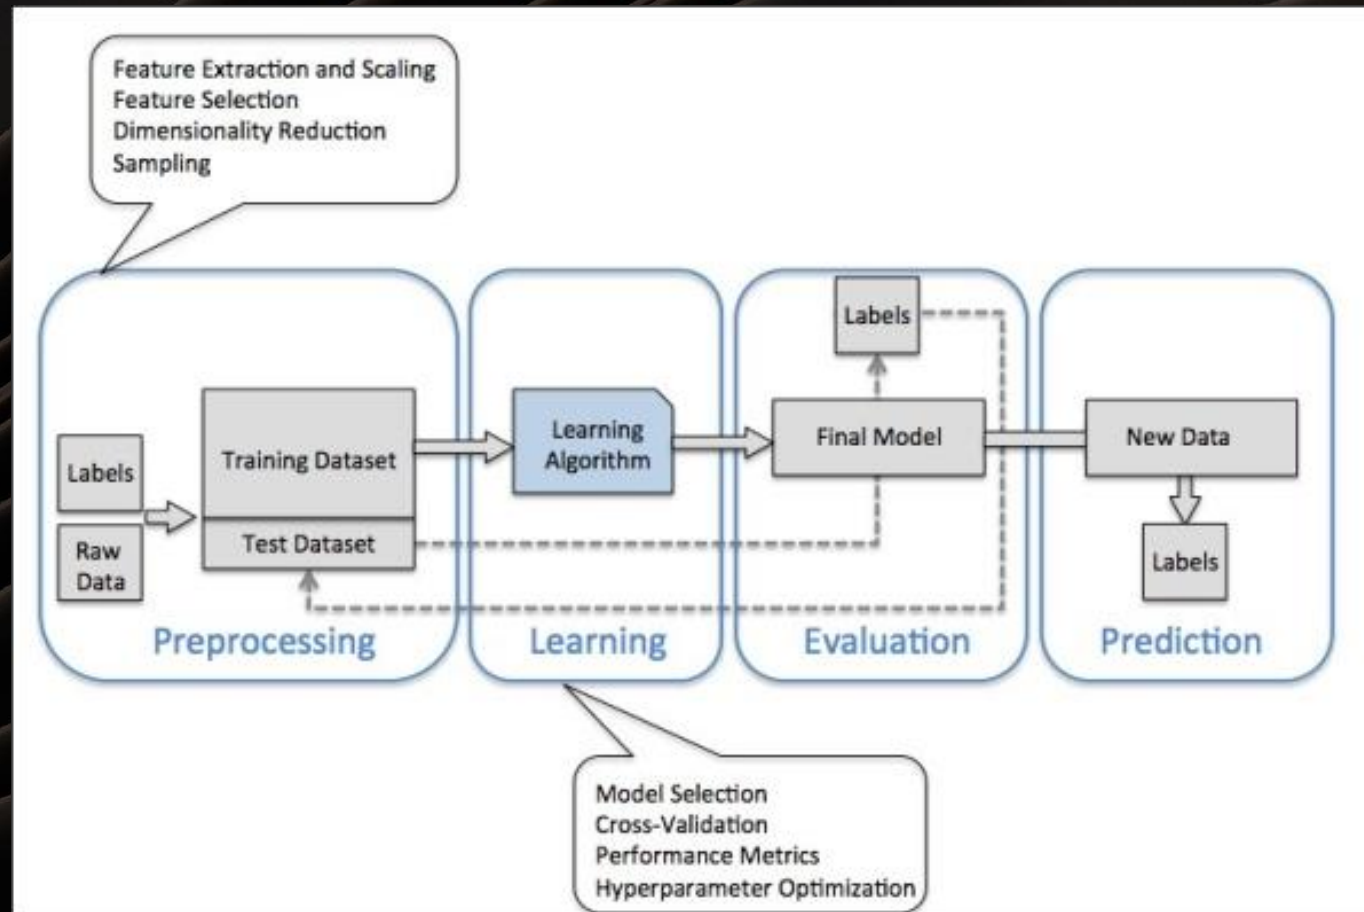 Feature Extraction and Scaling
Feature Selection
Dimensionality Reduction
Sampling
Labels
Raw
Data
Training Dataset
Test Dataset
Preprocessing
Learning
Algorithm
Learning
Labels
Final Model
Evaluation
New Data
Labels
Prediction
Model Selection
Cross-Validation
Performance Metrics
Hyperparameter Optimization